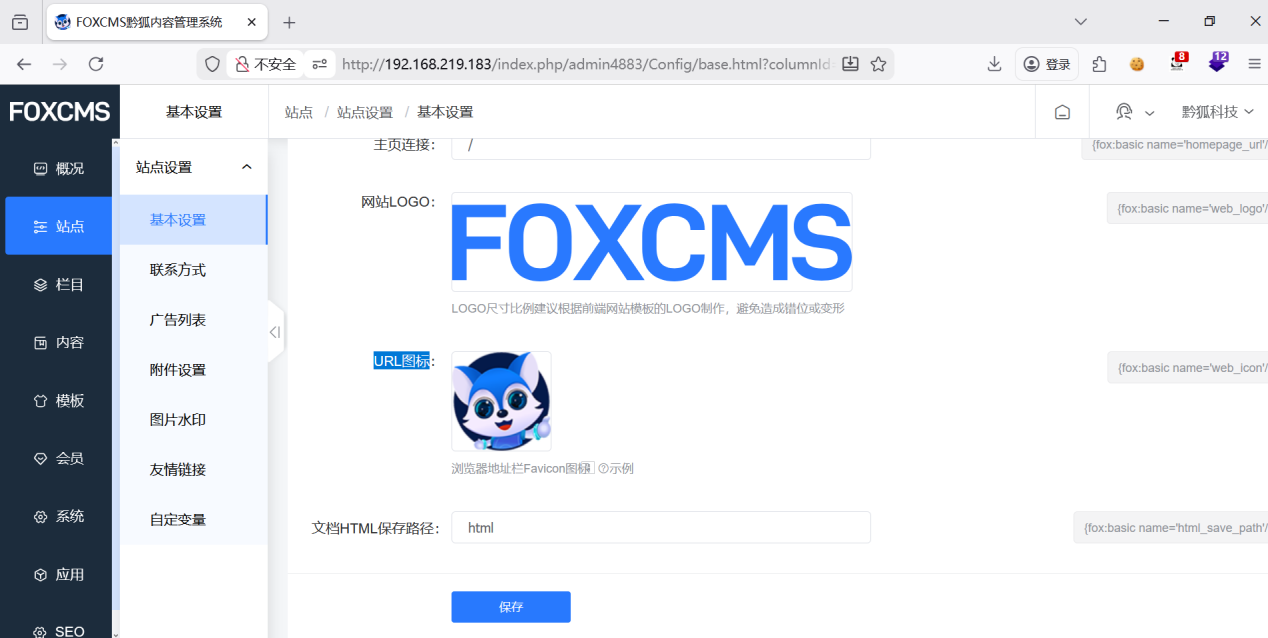 FOXCMS黔狐内容管理系统
不安全
http://192.168.219.183/index.php/admin4883/Config/base.html?columnId=
登录
8
12
FOXCMS
基本设置
站点 / 站点设置 / 基本设置
黔狐科技
概况
站点
栏目
内容
模板
会员
系统
应用
SEO
站点设置
基本设置
联系方式
广告列表
附件设置
图片水印
友情链接
自定变量
主页连接：
/
{fox:basic name='homepage_url'/
网站LOGO：
FOXCMS
{fox:basic name='web_logo'/
LOGO尺寸比例建议根据前端网站模板的LOGO制作，避免造成错位或变形
URL图标：
{fox:basic name='web_icon'/
浏览器地址栏Favicon图标 ?示例
文档HTML保存路径：
html
{fox:basic name='html_save_path'/
保存